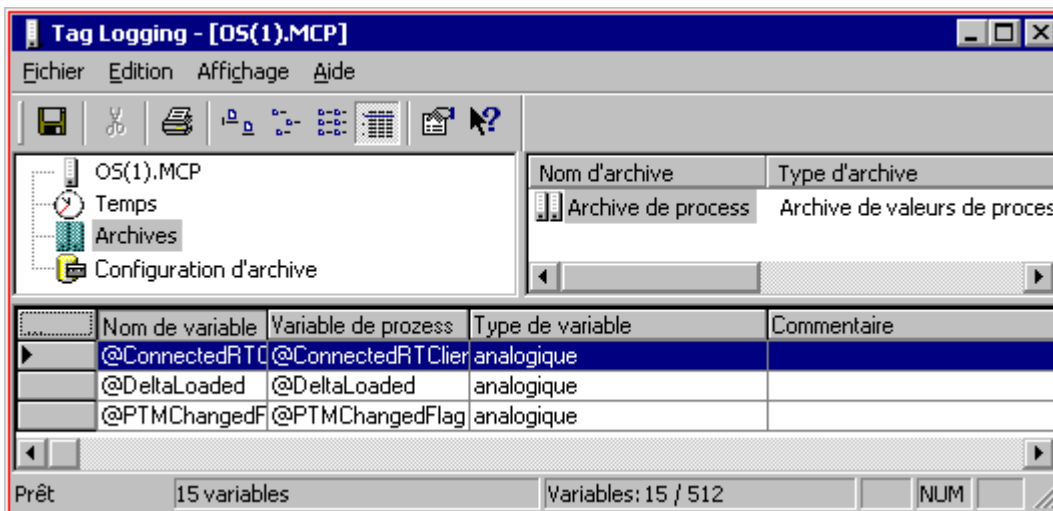 Tag Logging - [OS(1).MCP]
Fichier Edition Affichage Aide
OS(1).MCP
Temps
Archives
Configuration d'archive
Nom d'archive Type d'archive
Archive de process Archive de valeurs de proces
... Nom de variable Variable de prozess Type de variable Commentaire
@ConnectedRTC @ConnectedRTClier analogique
@DeltaLoaded @DeltaLoaded analogique
@PTMChangedF @PTMChangedFlag analogique
Prêt 15 variables Variables: 15 / 512 NUM